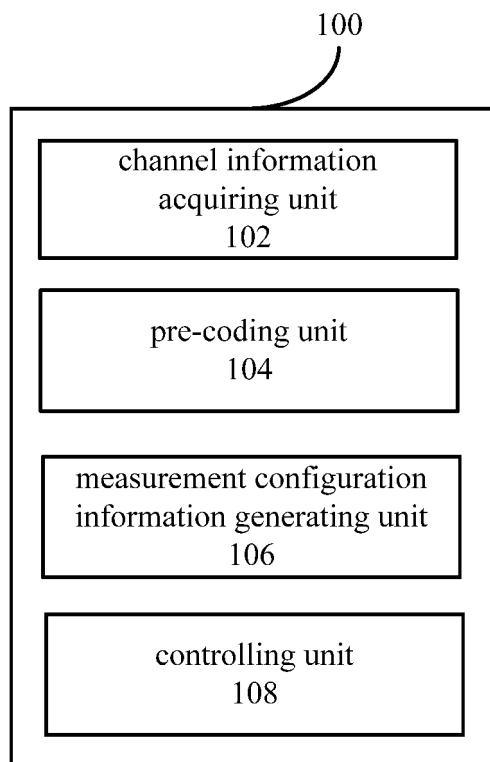 100
channel information
acquiring unit
102
pre-coding unit
104
measurement configuration
information generating unit
106
controlling unit
108